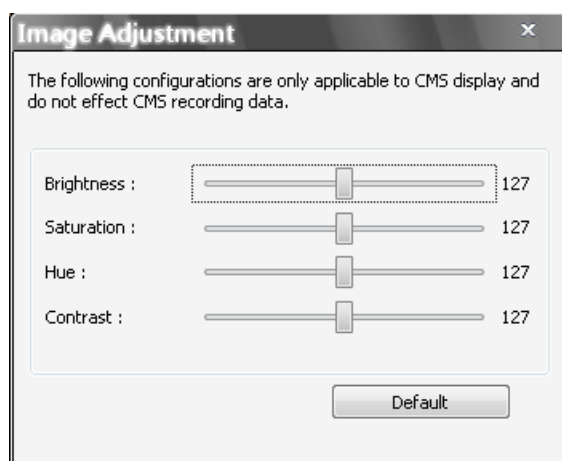 Image Adjustment
The following configurations are only applicable to CMS display and
do not effect CMS recording data.
Brightness : 127
Saturation : 127
Hue : 127
Contrast : 127
Default